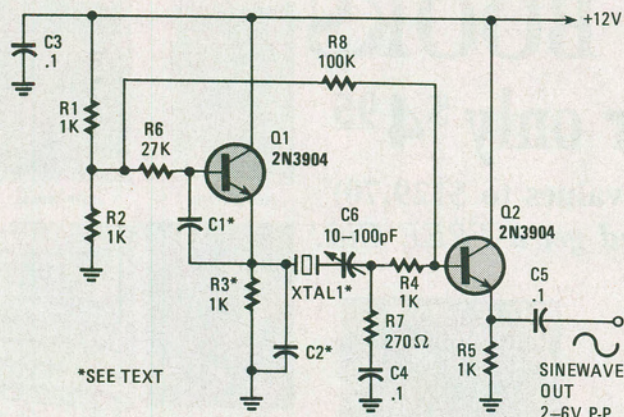 +12V
C3
.1
R8
100K
R1
1K
R6
27K
Q1
2N3904
C6
10–100pF
Q2
2N3904
R2
1K
C1*
R3*
1K
XTAL1*
R4
1K
C5
.1
R7
270Ω
C2*
C4
.1
R5
1K
*SEE TEXT
SINEWAVE
OUT
2–6V P-P